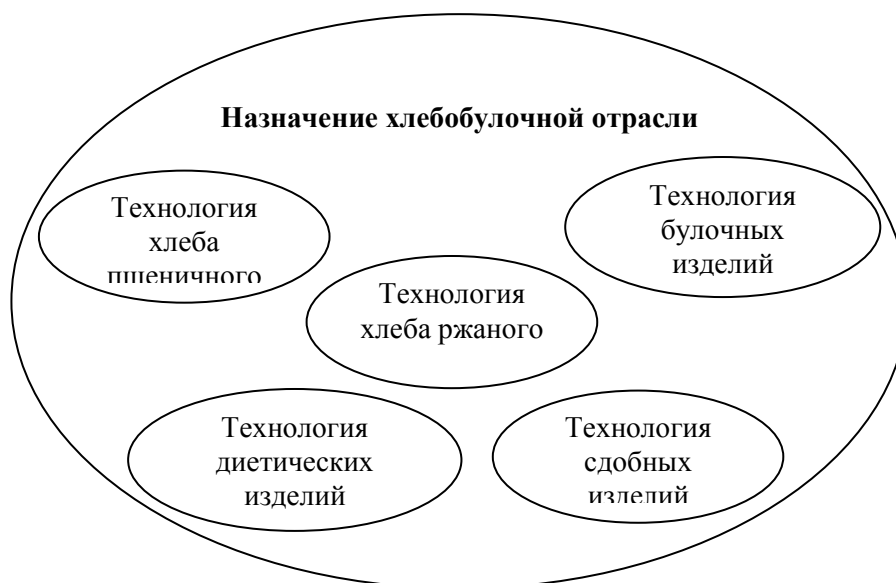 Назначение хлебобулочной отрасли
Технология
хлеба
пшеничного
Технология
булочных
изделий
Технология
хлеба ржаного
Технология
диетических
изделий
Технология
сдобных
изделий